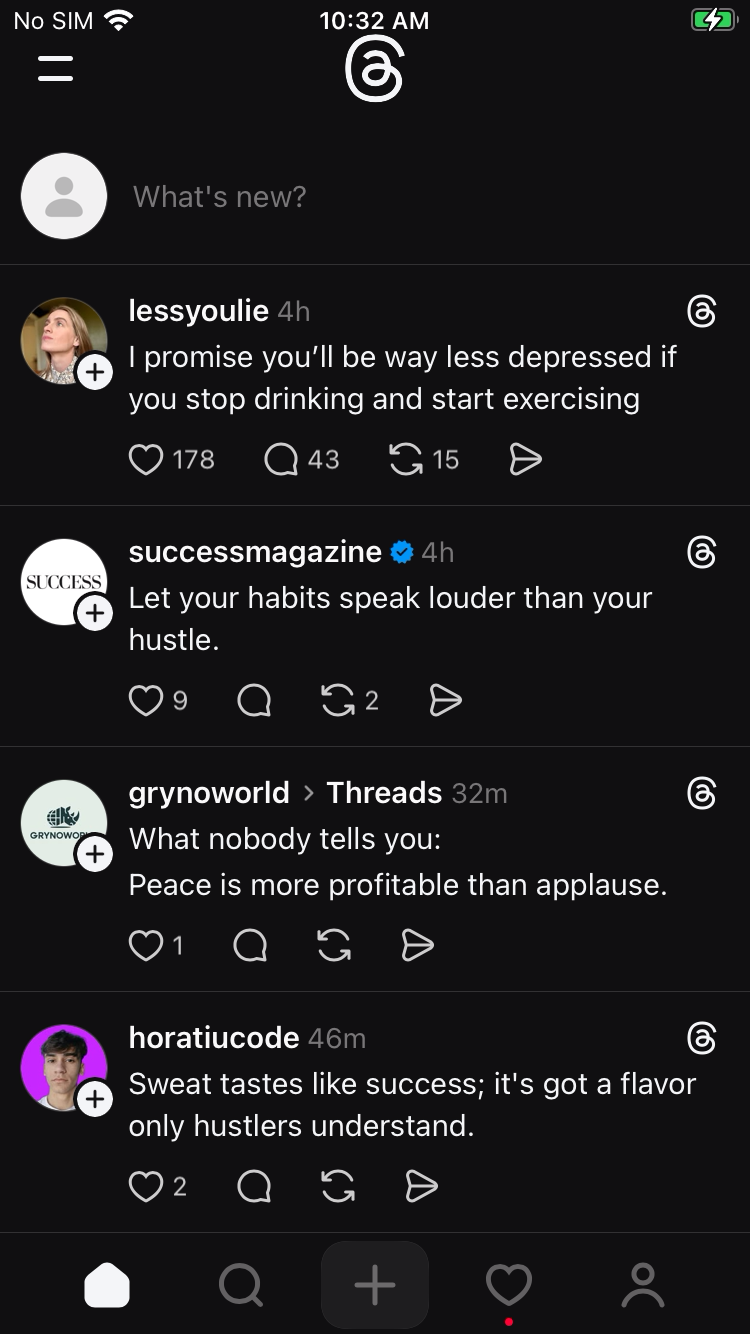 No SIM 10:32 AM
What's new?
lessyoulie 4h
I promise you’ll be way less depressed if
you stop drinking and start exercising
178 43 15
SUCCESS
successmagazine 4h
Let your habits speak louder than your
hustle.
9 2
grynoworld > Threads 32m
What nobody tells you:
Peace is more profitable than applause.
1
horatiucode 46m
Sweat tastes like success; it's got a flavor
only hustlers understand.
2